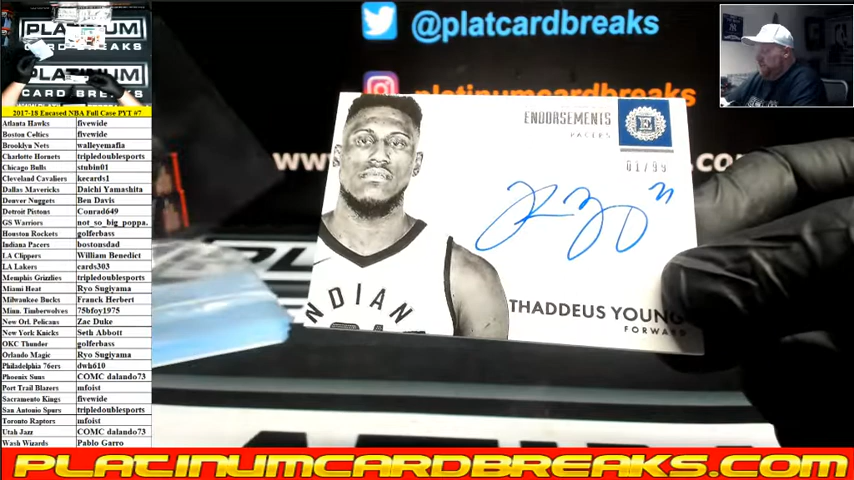 PLATINUM
CARD BREAKS
2017-18 Encased NBA Full Case PYT #7
Atlanta Hawks fivewide
Boston Celtics fivewide
Brooklyn Nets walleyemafia
Charlotte Hornets tripledoublesports
Chicago Bulls stubin01
Cleveland Cavaliers kecards1
Dallas Mavericks Daichi Yamashita
Denver Nuggets Ben Davis
Detroit Pistons Conrad649
GS Warriors not_so_big_poppa.
Houston Rockets golferbass
Indiana Pacers bostonsdad
LA Clippers William Benedict
LA Lakers cards303
Memphis Grizzlies tripledoublesports
Miami Heat Ryo Sugiyama
Milwaukee Bucks Franck Herbert
Minn. Timberwolves 75bfoy1975
New Orl. Pelicans Zac Duke
New York Knicks Seth Abbott
OKC Thunder golferbass
Orlando Magic Ryo Sugiyama
Philadelphia 76ers dwh610
Phoenix Suns COMC dalando73
Port Trail Blazers mfoist
Sacramento Kings fivewide
San Antonio Spurs tripledoublesports
Toronto Raptors mfoist
Utah Jazz COMC dalando73
Wash Wizards Pablo Garro
@platcardbreaks
platinumcardbreaks
www.
ENDORSEMENTS
PACERS
E
01/99
INDIAN
THADDEUS YOUNG
FORWARD
PLATINUMCARDBREAKS.COM